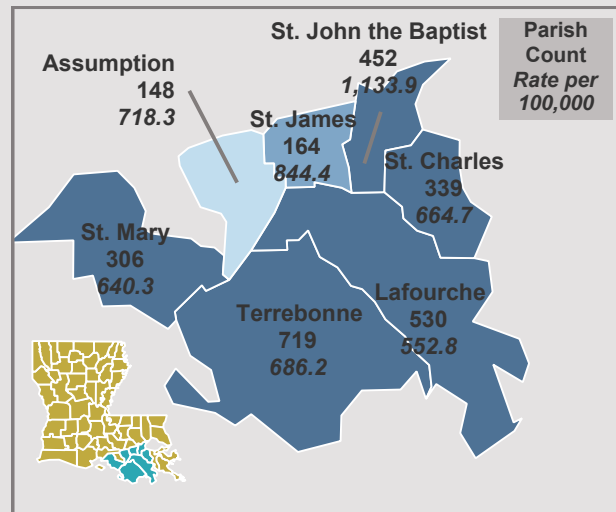 St. John the Baptist
452
1,133.9
Parish
Count
Rate per
100,000
Assumption
148
718.3
St. James
164
844.4
St. Charles
339
664.7
St. Mary
306
640.3
Terrebonne
719
686.2
Lafourche
530
552.8